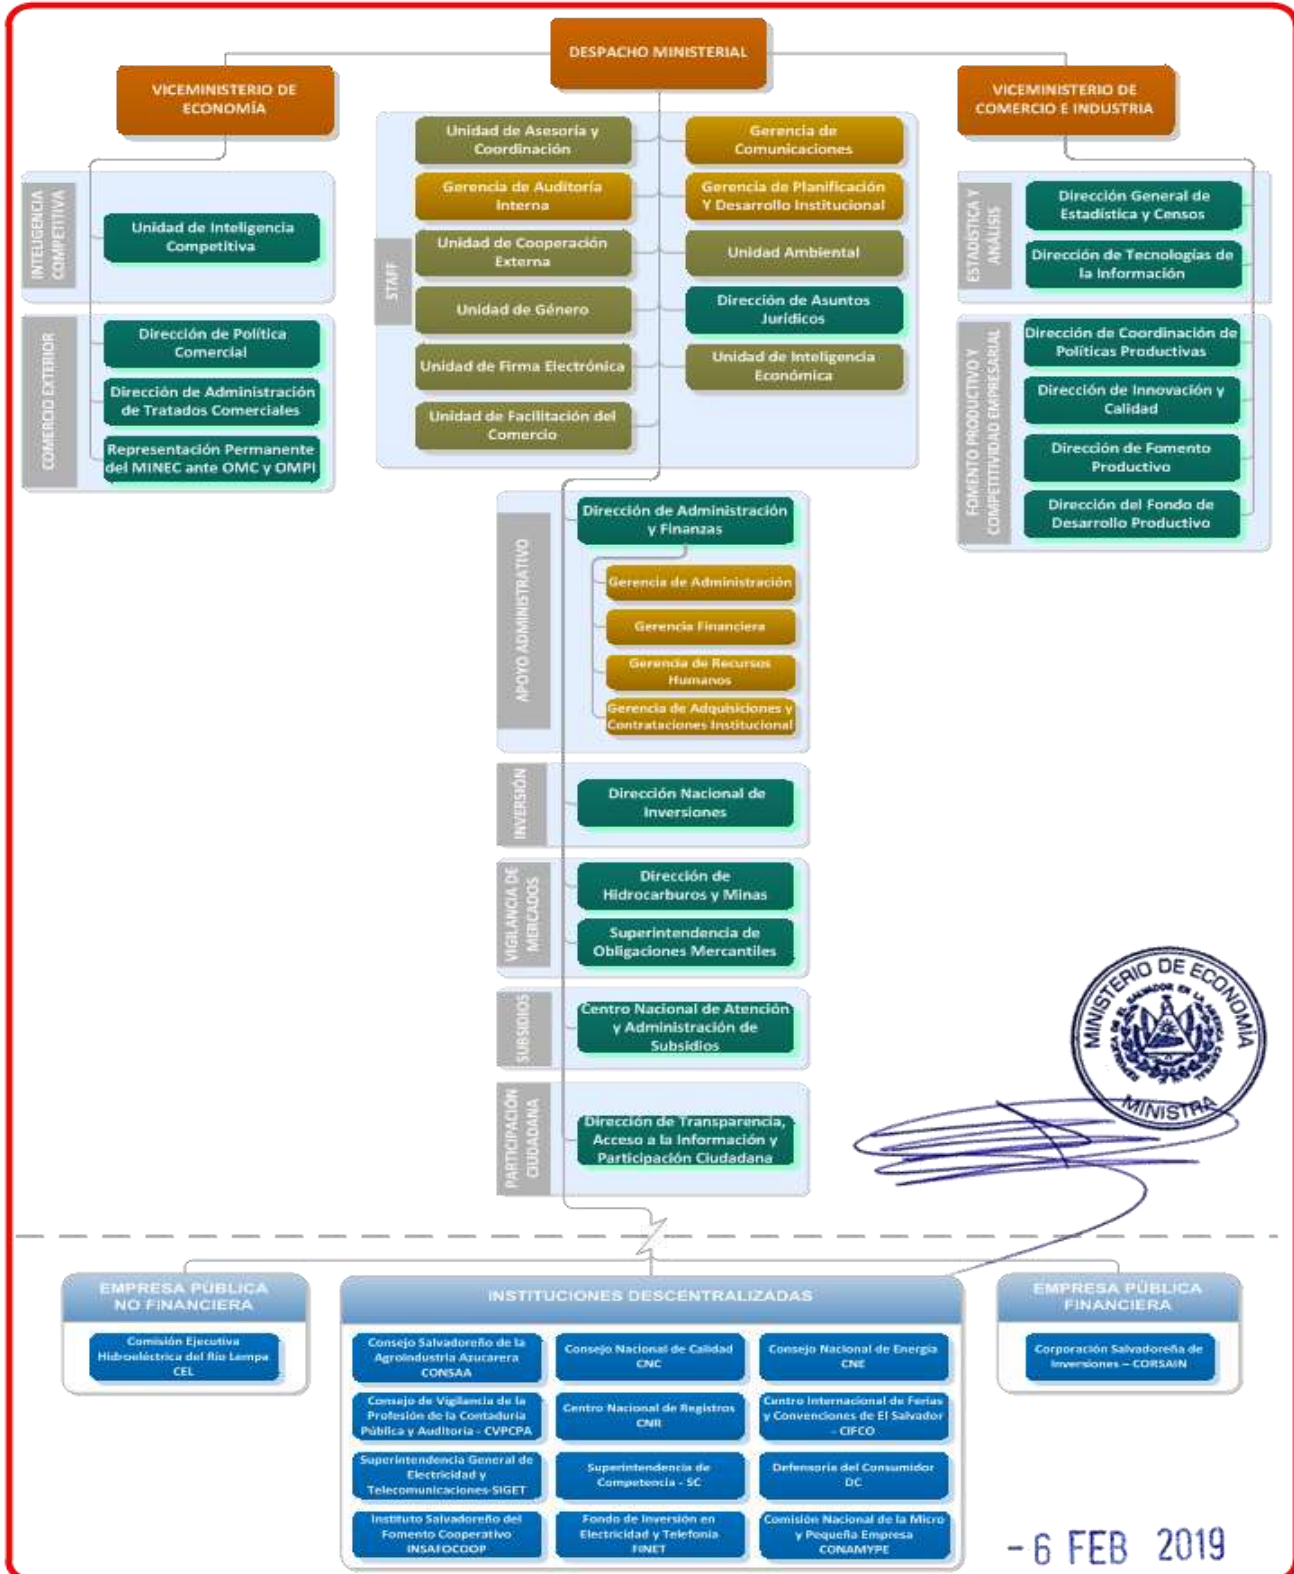 DESPACHO MINISTERIAL
VICEMINISTERIO DE
ECONOMÍA
VICEMINISTERIO DE
COMERCIO E INDUSTRIA
INTELIGENCIA
COMPETITIVA
Unidad de Inteligencia
Competitiva
COMERCIO EXTERIOR
Dirección de Política
Comercial
Dirección de Administración
de Tratados Comerciales
Representación Permanente
del MINEC ante OMC y OMPI
STAFF
Unidad de Asesoría y
Coordinación
Gerencia de
Comunicaciones
Gerencia de Auditoría
Interna
Gerencia de Planificación
Y Desarrollo Institucional
Unidad de Cooperación
Externa
Unidad Ambiental
Unidad de Género
Dirección de Asuntos
Jurídicos
Unidad de Firma Electrónica
Unidad de Inteligencia
Económica
Unidad de Facilitación del
Comercio
ESTADÍSTICA Y
ANÁLISIS
Dirección General de
Estadística y Censos
Dirección de Tecnologías de
la Información
FOMENTO PRODUCTIVO Y
COMPETITIVIDAD EMPRESARIAL
Dirección de Coordinación de
Políticas Productivas
Dirección de Innovación y
Calidad
Dirección de Fomento
Productivo
Dirección del Fondo de
Desarrollo Productivo
APOYO ADMINISTRATIVO
Dirección de Administración
y Finanzas
Gerencia de Administración
Gerencia Financiera
Gerencia de Recursos
Humanos
Gerencia de Adquisiciones y
Contrataciones Institucional
INVERSIÓN
Dirección Nacional de
Inversiones
VIGILANCIA DE
MERCADOS
Dirección de
Hidrocarburos y Minas
Superintendencia de
Obligaciones Mercantiles
SUBSIDIOS
Centro Nacional de Atención
y Administración de
Subsidios
PARTICIPACIÓN
CIUDADANA
Dirección de Transparencia,
Acceso a la Información y
Participación Ciudadana
MINISTERIO DE ECONOMÍA
REPUBLICA DE EL SALVADOR EN LA AMERICA CENTRAL
MINISTRA
EMPRESA PÚBLICA
NO FINANCIERA
Comisión Ejecutiva
Hidroeléctrica del Río Lempa
CEL
INSTITUCIONES DESCENTRALIZADAS
Consejo Salvadoreño de la
Agroindustria Azucarera
CONSAA
Consejo Nacional de Calidad
CNC
Consejo Nacional de Energía
CNE
Consejo de Vigilancia de la
Profesión de la Contaduría
Pública y Auditoria - CVPCPA
Centro Nacional de Registros
CNR
Centro Internacional de Ferias
y Convenciones de El Salvador
- CIFCO
Superintendencia General de
Electricidad y
Telecomunicaciones-SIGET
Superintendencia de
Competencia - SC
Defensoría del Consumidor
DC
Instituto Salvadoreño del
Fomento Cooperativo
INSAFOCOOP
Fondo de Inversión en
Electricidad y Telefonía
FINET
Comisión Nacional de la Micro
y Pequeña Empresa
CONAMYPE
EMPRESA PÚBLICA
FINANCIERA
Corporación Salvadoreña de
Inversiones – CORSAIN
- 6 FEB 2019